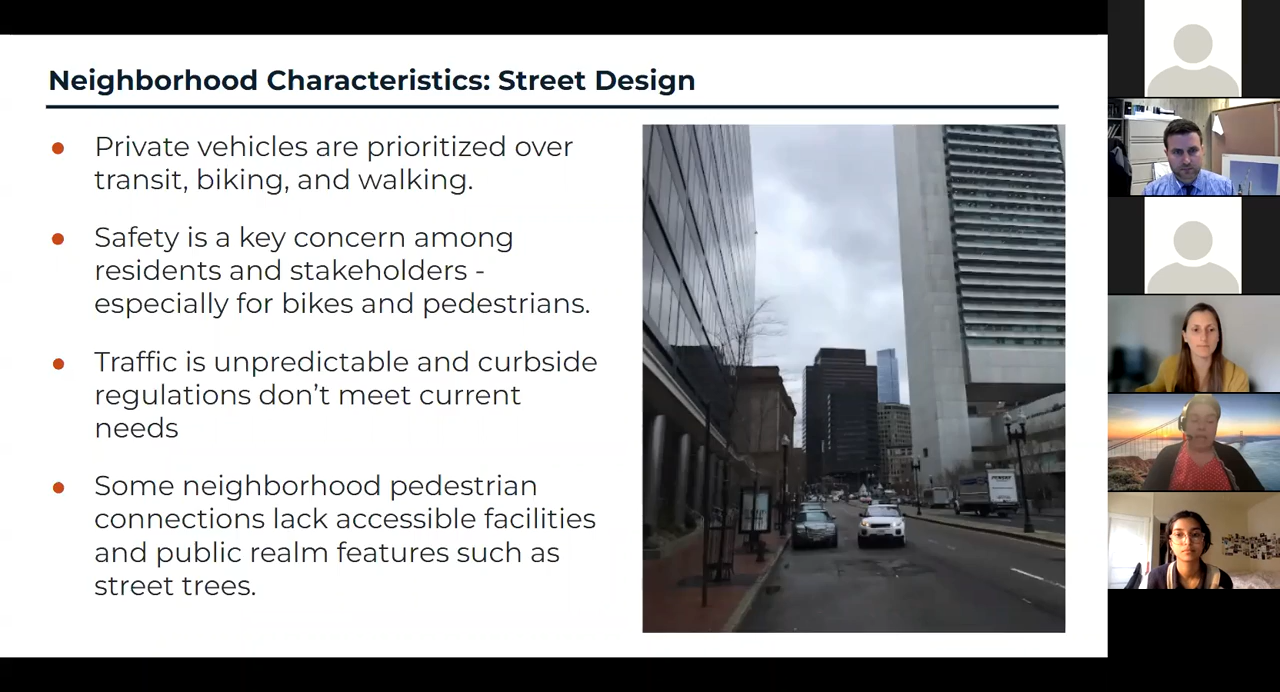 Neighborhood Characteristics: Street Design
Private vehicles are prioritized over
transit, biking, and walking.
Safety is a key concern among
residents and stakeholders -
especially for bikes and pedestrians.
Traffic is unpredictable and curbside
regulations don’t meet current
needs
Some neighborhood pedestrian
connections lack accessible facilities
and public realm features such as
street trees.